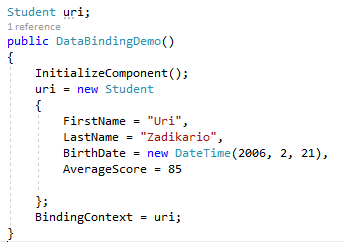 Student uri;
1 reference
public DataBindingDemo()
{
InitializeComponent();
uri = new Student
{
FirstName = "Uri",
LastName = "Zadikario",
BirthDate = new DateTime(2006, 2, 21),
AverageScore = 85
};
BindingContext = uri;
}